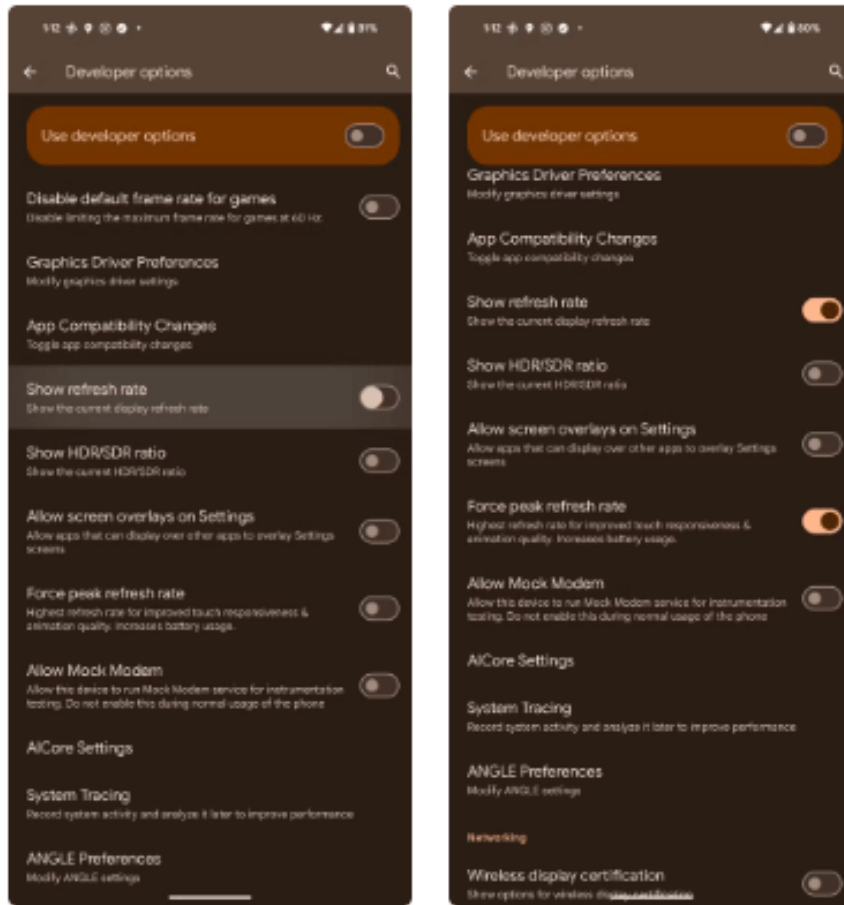 1:12
91%
Developer options
Use developer options
Disable default frame rate for games
Disable limiting the maximum frame rate for games at 60 Hz.
Graphics Driver Preferences
Modify graphics driver settings
App Compatibility Changes
Toggle app compatibility changes
Show refresh rate
Show the current display refresh rate
Show HDR/SDR ratio
Show the current HDR/SDR ratio
Allow screen overlays on Settings
Allow apps that can display over other apps to overlay Settings
screens
Force peak refresh rate
Highest refresh rate for improved touch responsiveness &
animation quality. Increases battery usage.
Allow Mock Modem
Allow this device to run Mock Modem service for instrumentation
testing. Do not enable this during normal usage of the phone
AICore Settings
System Tracing
Record system activity and analyze it later to improve performance
ANGLE Preferences
Modify ANGLE settings
1:12
80%
Developer options
Use developer options
Graphics Driver Preferences
Modify graphics driver settings
App Compatibility Changes
Toggle app compatibility changes
Show refresh rate
Show the current display refresh rate
Show HDR/SDR ratio
Show the current HDR/SDR ratio
Allow screen overlays on Settings
Allow apps that can display over other apps to overlay Settings
screens
Force peak refresh rate
Highest refresh rate for improved touch responsiveness &
animation quality. Increases battery usage.
Allow Mock Modem
Allow this device to run Mock Modem service for instrumentation
testing. Do not enable this during normal usage of the phone
AICore Settings
System Tracing
Record system activity and analyze it later to improve performance
ANGLE Preferences
Modify ANGLE settings
Networking
Wireless display certification
Show options for wireless display certification